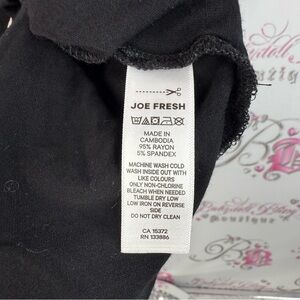 JOE FRESH
MADE IN
CAMBODIA
95% RAYON
5% SPANDEX
MACHINE WASH COLD
WASH INSIDE OUT WITH
LIKE COLOURS
ONLY NON-CHLORINE
BLEACH WHEN NEEDED
TUMBLE DRY LOW
LOW IRON ON REVERSE
SIDE
DO NOT DRY CLEAN
CA 15372
RN 133886